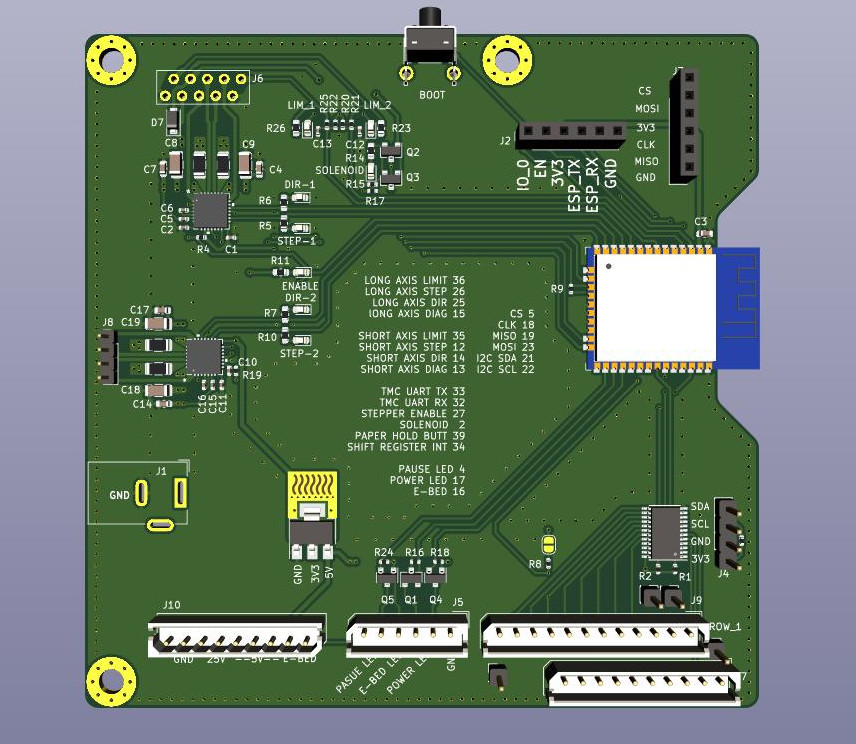 BOOT
J6
D7
C8
C7
C9
C4
LIM_1
R25
R22
R20
R21
LIM_2
R26
C13
C12
R23
R14
Q2
SOLENOID
R15
Q3
R17
J2
IO_0
EN
3V3
ESP_TX
ESP_RX
GND
CS
MOSI
3V3
CLK
MISO
GND
C3
C6
C5
C2
R4
C1
DIR-1
R6
R5
STEP-1
R11
ENABLE
DIR-2
R7
R10
STEP-2
R9
C17
C19
J8
C18
C14
C16
C15
C11
C10
R19
LONG AXIS LIMIT 36
LONG AXIS STEP 26
LONG AXIS DIR 25
lONG AXIS DIAG 15
SHORT AXIS LIMIT 35
SHORT AXIS STEP 12
SHORT AXIS DIR 14
SHORT AXIS DIAG 13
CS 5
CLK 18
MISO 19
MOSI 23
I2C SDA 21
I2C SCL 22
TMC UART TX 33
TMC UART RX 32
STEPPER ENABLE 27
SOLENOID 2
PAPER HOLD BUTT 39
SHIFT REGISTER INT 34
PAUSE LED 4
POWER LED 17
E-BED 16
J1
GND
GND
3V3
5V
R24
R16
R18
Q5
Q1
Q4
R8
SDA
SCL
GND
3V3
J4
R2
R1
J9
J10
GND 25V --5V-- E-BED
J5
PASUE LE
E-BED LE
POWER LE
GN
ROW_1